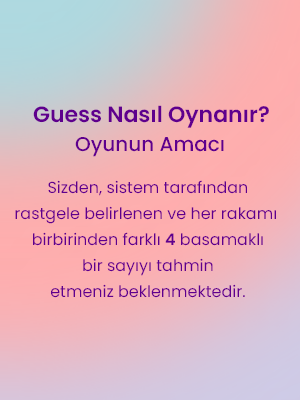 Guess Nasıl Oynanır?
Oyunun Amacı
Sizden, sistem tarafından
rastgele belirlenen ve her rakamı
birbirinden farklı 4 basamaklı
bir sayıyı tahmin
etmeniz beklenmektedir.